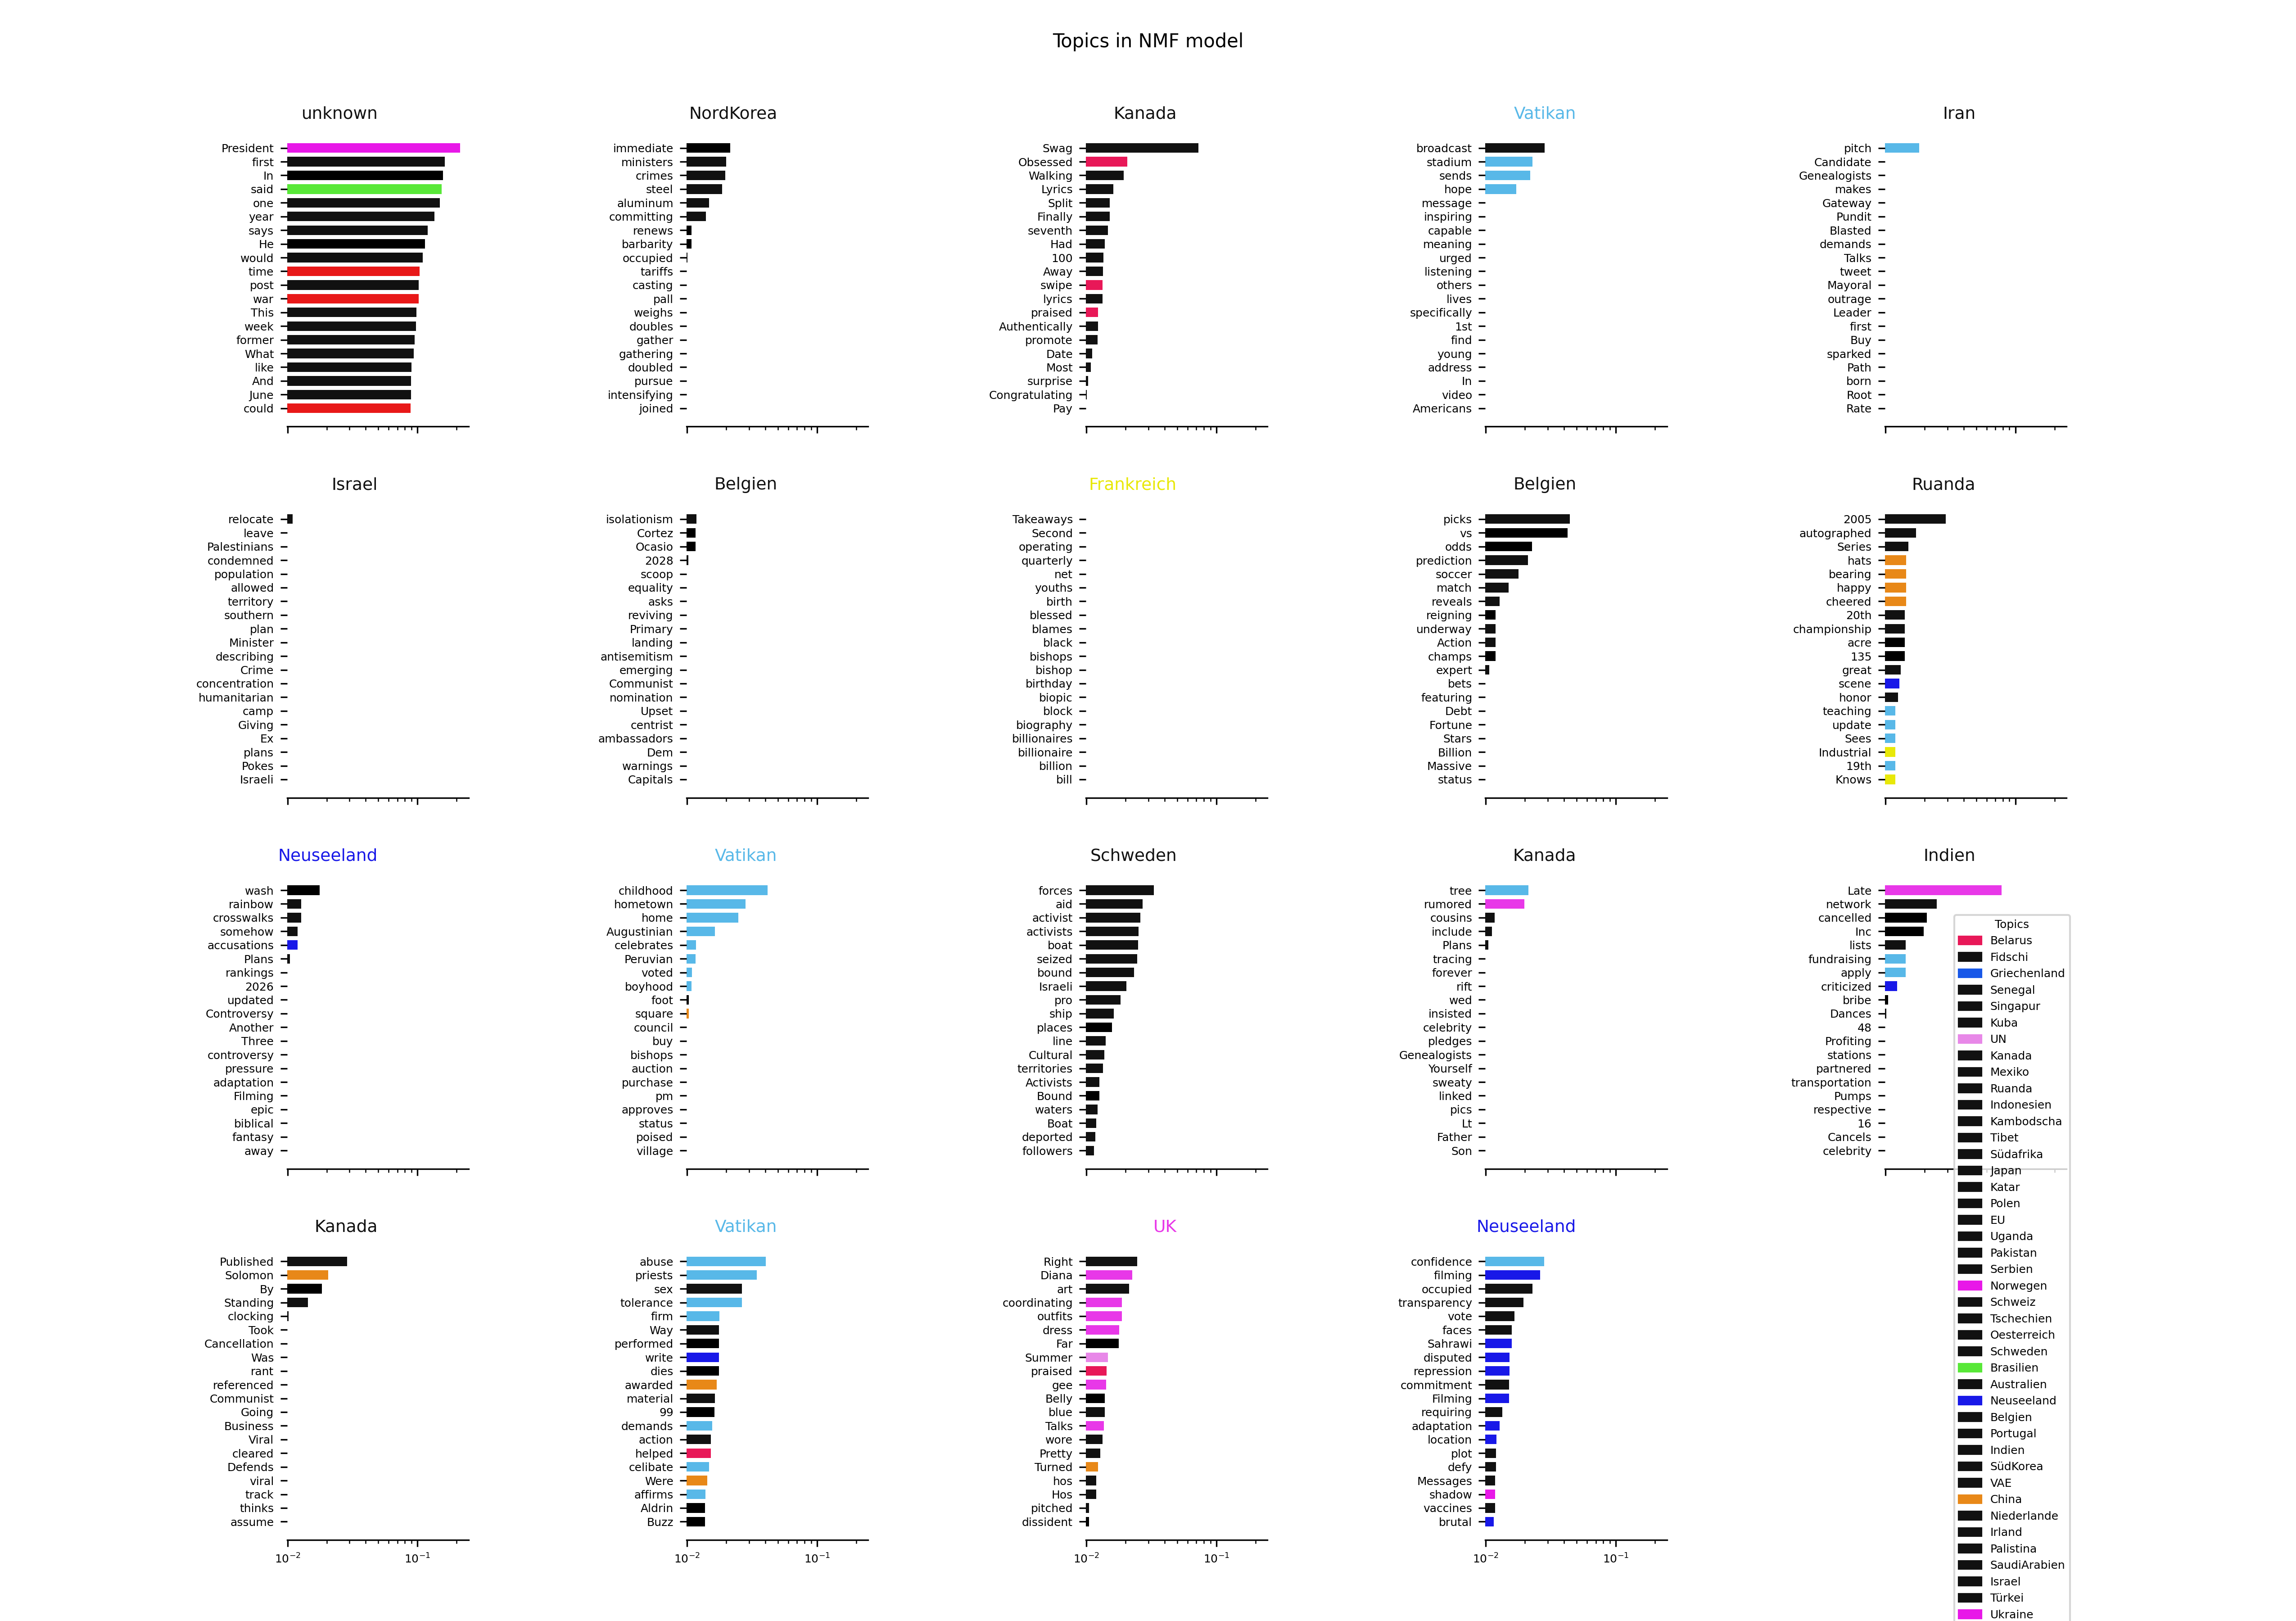 Topics in NMF model
unknown
President
first
In
said
one
year
says
He
would
time
post
war
This
week
former
What
like
And
June
could
NordKorea
immediate
ministers
crimes
steel
aluminum
committing
renews
barbarity
occupied
tariffs
casting
pall
weighs
doubles
gather
gathering
doubled
pursue
intensifying
joined
Kanada
Swag
Obsessed
Walking
Lyrics
Split
Finally
seventh
Had
100
Away
swipe
lyrics
praised
Authentically
promote
Date
Most
surprise
Congratulating
Pay
Vatikan
broadcast
stadium
sends
hope
message
inspiring
capable
meaning
urged
listening
others
lives
specifically
1st
find
young
address
In
video
Americans
Iran
pitch
Candidate
Genealogists
makes
Gateway
Pundit
Blasted
demands
Talks
tweet
Mayoral
outrage
Leader
first
Buy
sparked
Path
born
Root
Rate
Israel
relocate
leave
Palestinians
condemned
population
allowed
territory
southern
plan
Minister
describing
Crime
concentration
humanitarian
camp
Giving
Ex
plans
Pokes
Israeli
Belgien
isolationism
Cortez
Ocasio
2028
scoop
equality
asks
reviving
Primary
landing
antisemitism
emerging
Communist
nomination
Upset
centrist
ambassadors
Dem
warnings
Capitals
Frankreich
Takeaways
Second
operating
quarterly
net
youths
birth
blessed
blames
black
bishops
bishop
birthday
biopic
block
biography
billionaires
billionaire
billion
bill
Belgien
picks
vs
odds
prediction
soccer
match
reveals
reigning
underway
Action
champs
expert
bets
featuring
Debt
Fortune
Stars
Billion
Massive
status
Ruanda
2005
autographed
Series
hats
bearing
happy
cheered
20th
championship
acre
135
great
scene
honor
teaching
update
Sees
Industrial
19th
Knows
Neuseeland
wash
rainbow
crosswalks
somehow
accusations
Plans
rankings
2026
updated
Controversy
Another
Three
controversy
pressure
adaptation
Filming
epic
biblical
fantasy
away
Vatikan
childhood
hometown
home
Augustinian
celebrates
Peruvian
voted
boyhood
foot
square
council
buy
bishops
auction
purchase
pm
approves
status
poised
village
Schweden
forces
aid
activist
activists
boat
seized
bound
Israeli
pro
ship
places
line
Cultural
territories
Activists
Bound
waters
Boat
deported
followers
Kanada
tree
rumored
cousins
include
Plans
tracing
forever
rift
wed
insisted
celebrity
pledges
Genealogists
Yourself
sweaty
linked
pics
Lt
Father
Son
Indien
Late
network
cancelled
Inc
lists
fundraising
apply
criticized
bribe
Dances
48
Profiting
stations
partnered
transportation
Pumps
respective
16
Cancels
celebrity
Kanada
Published
Solomon
By
Standing
clocking
Took
Cancellation
Was
rant
referenced
Communist
Going
Business
Viral
cleared
Defends
viral
track
thinks
assume
10⁻² 10⁻¹
Vatikan
abuse
priests
sex
tolerance
firm
Way
performed
write
dies
awarded
material
99
demands
action
helped
celibate
Were
affirms
Aldrin
Buzz
10⁻² 10⁻¹
UK
Right
Diana
art
coordinating
outfits
dress
Far
Summer
praised
gee
Belly
blue
Talks
wore
Pretty
Turned
hos
Hos
pitched
dissident
10⁻² 10⁻¹
Neuseeland
confidence
filming
occupied
transparency
vote
faces
Sahrawi
disputed
repression
commitment
Filming
requiring
adaptation
location
plot
defy
Messages
shadow
vaccines
brutal
10⁻² 10⁻¹
Topics
Belarus
Fidschi
Griechenland
Senegal
Singapur
Kuba
UN
Kanada
Mexiko
Ruanda
Indonesien
Kambodscha
Tibet
Südafrika
Japan
Katar
Polen
EU
Uganda
Pakistan
Serbien
Norwegen
Schweiz
Tschechien
Oesterreich
Schweden
Brasilien
Australien
Neuseeland
Belgien
Portugal
Indien
SüdKorea
VAE
China
Niederlande
Irland
Palistina
SaudiArabien
Israel
Türkei
Ukraine